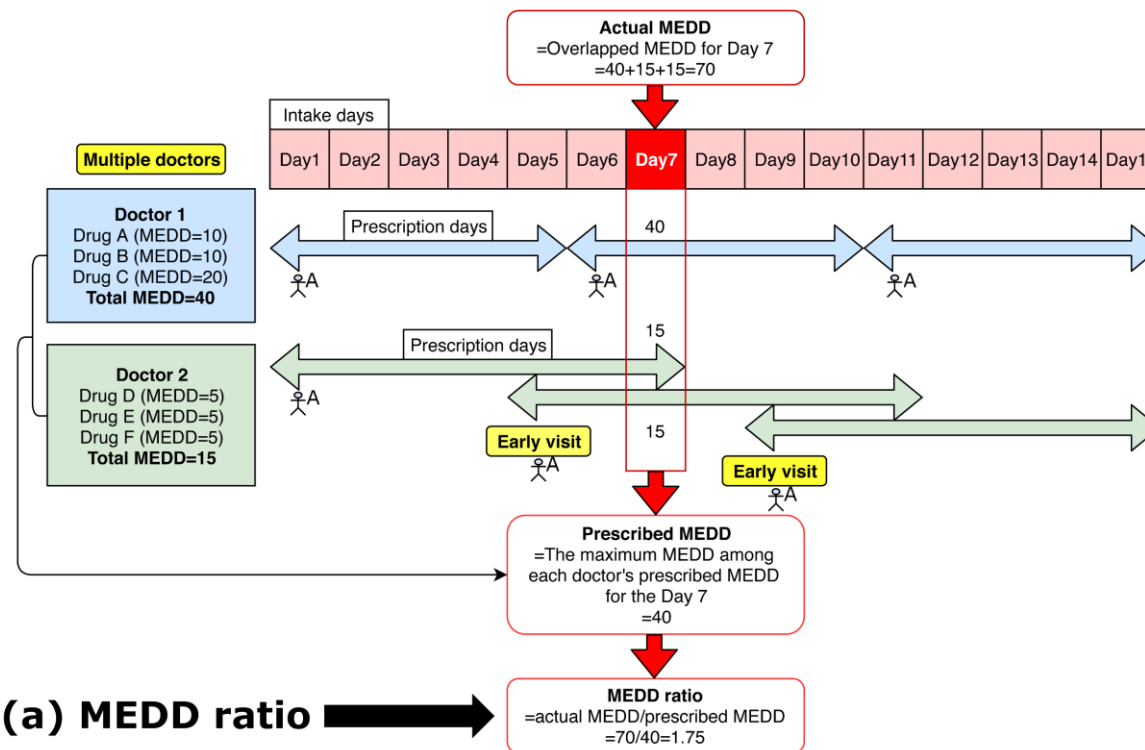 Actual MEDD
=Overlapped MEDD for Day 7
=40+15+15=70
Intake days
Multiple doctors
Day1 Day2 Day3 Day4 Day5 Day6 Day7 Day8 Day9 Day10 Day11 Day12 Day13 Day14 Day1
Doctor 1
Drug A (MEDD=10)
Drug B (MEDD=10)
Drug C (MEDD=20)
Total MEDD=40
Prescription days
40
A
A
A
15
Prescription days
Doctor 2
Drug D (MEDD=5)
Drug E (MEDD=5)
Drug F (MEDD=5)
Total MEDD=15
A
15
Early visit
A
Early visit
A
Prescribed MEDD
=The maximum MEDD among
each doctor's prescribed MEDD
for the Day 7
=40
(a) MEDD ratio
MEDD ratio
=actual MEDD/prescribed MEDD
=70/40=1.75